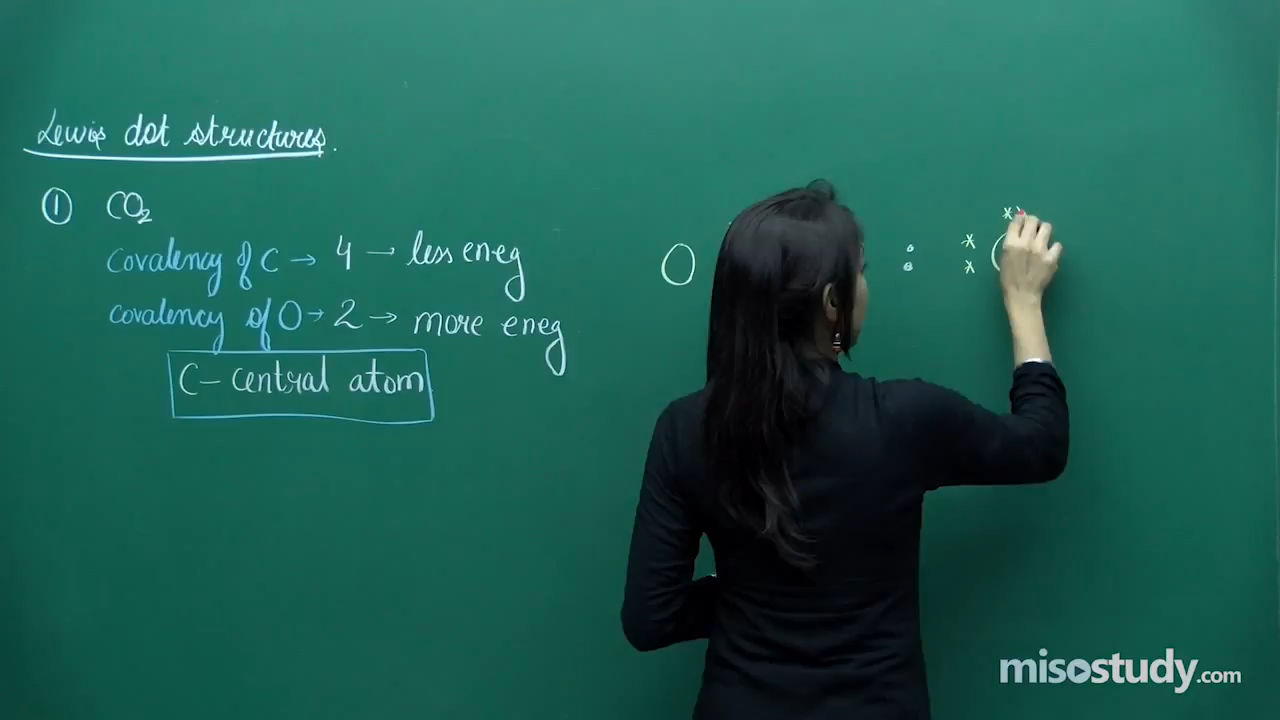 Lewis dot structures.
① CO₂
covalency of C → 4 → less eneg
covalency of O → 2 → more eneg
C - central atom
O
misostudy.com